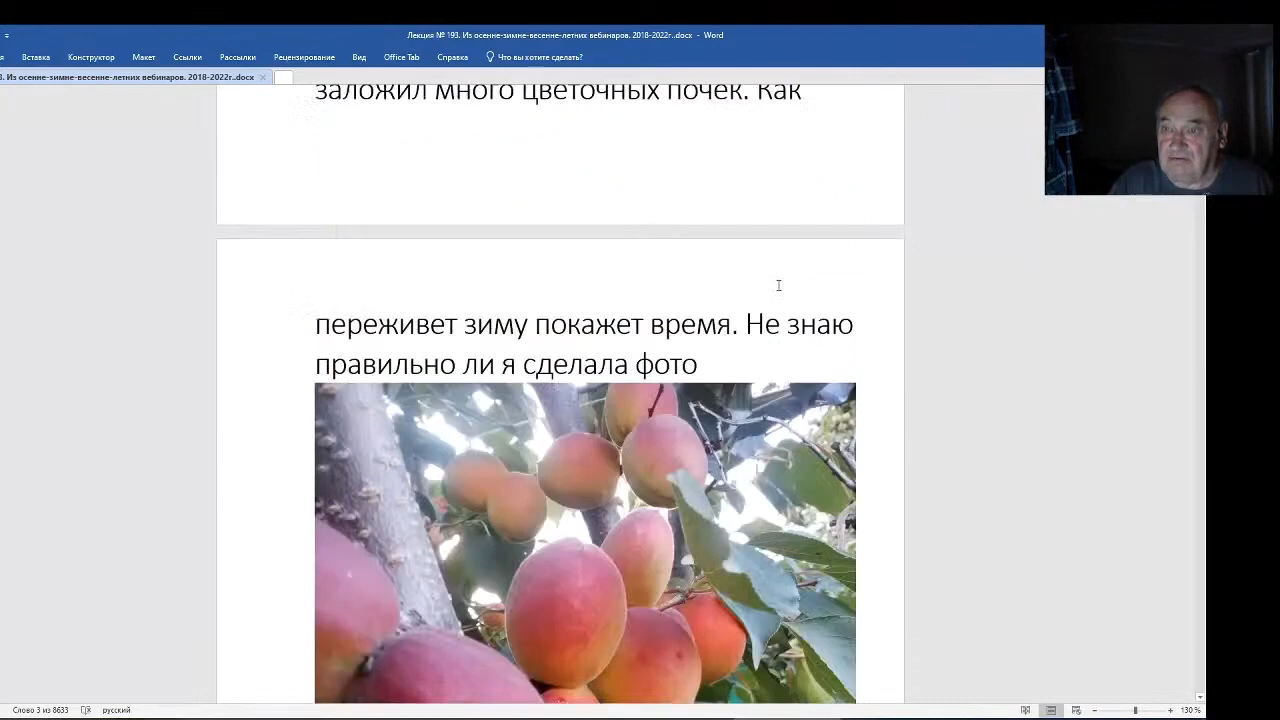 Лекция № 193. Из осенне-зимне-весенне-летних вебинаров. 2018-2022г..docx - Word
я Вставка Конструктор Макет Ссылки Рассылки Рецензирование Вид Office Tab Справка Что вы хотите сделать?
3. Из осенне-зимне-весенне-летних вебинаров. 2018-2022г..docx
заложил много цветочных почек. Как
переживет зиму покажет время. Не знаю
правильно ли я сделала фото
Слово 3 из 8633 русский 130 %